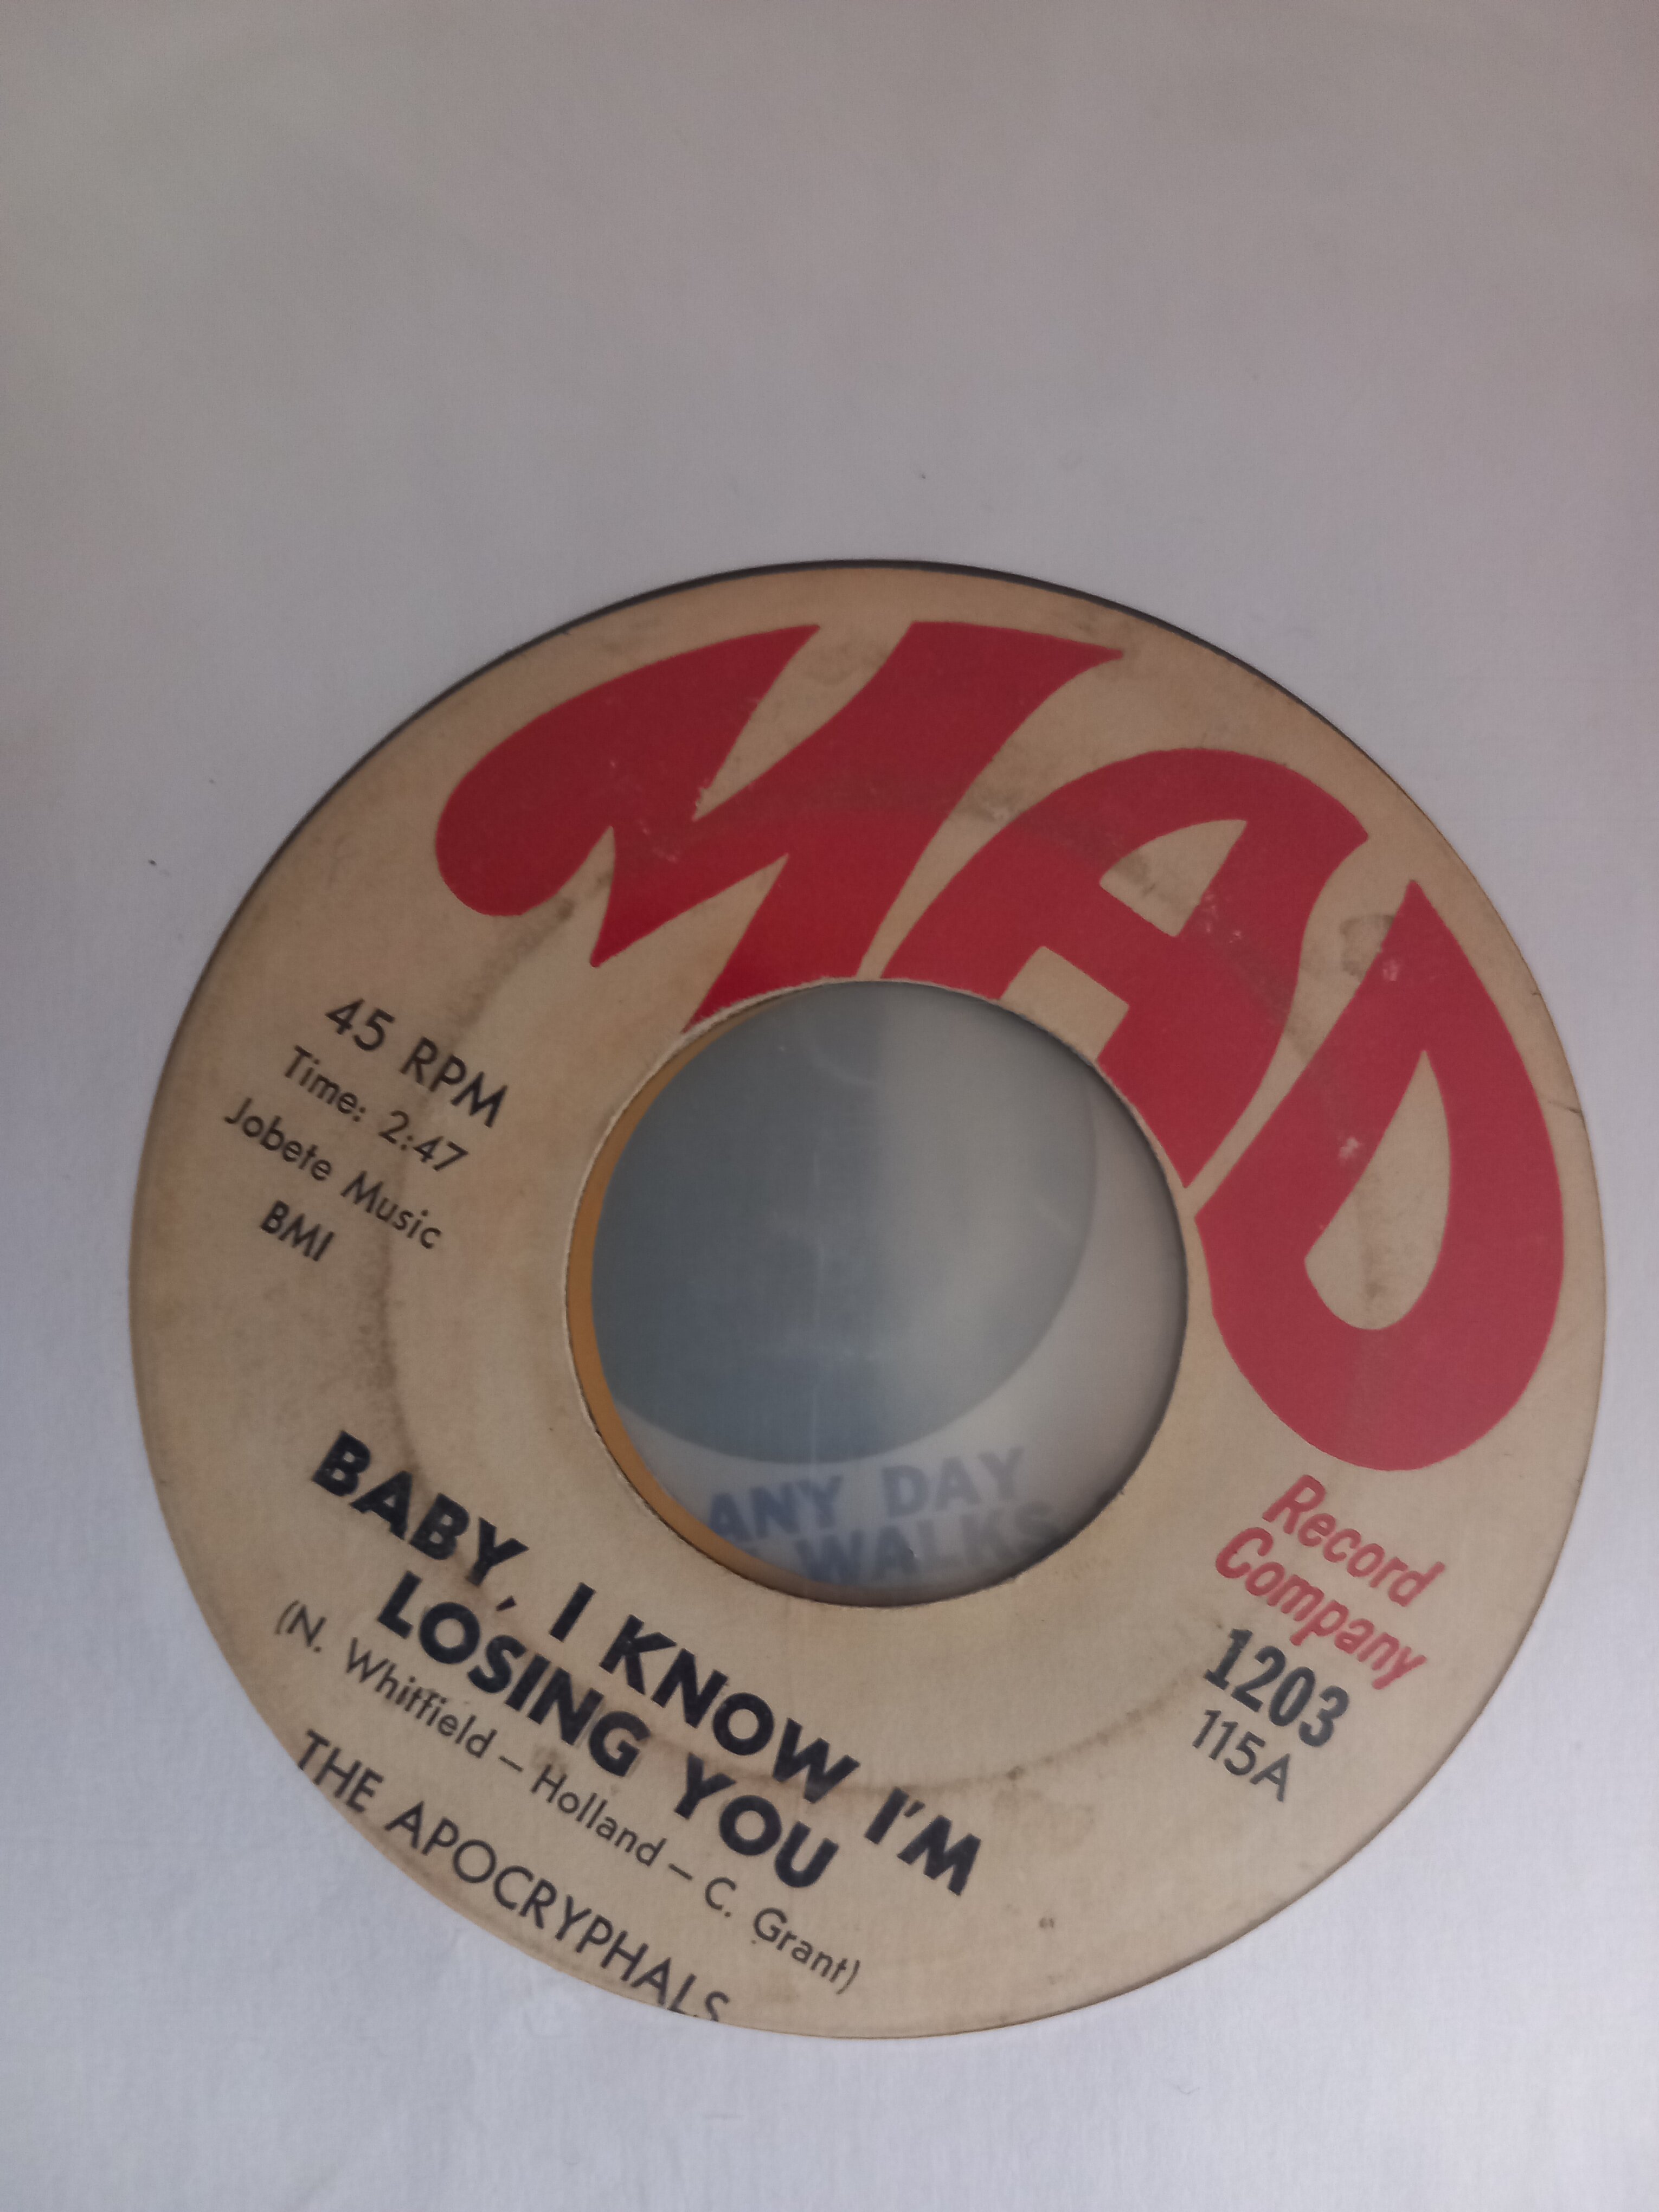 MAD
Record
Company
1203
115A
45 RPM
Time: 2:47
Jobete Music
BMI
ANY DAY
WALKS
BABY, I KNOW I'M
LOSING YOU
(N. Whitfield – Holland – C. Grant)
THE APOCRYPHALS